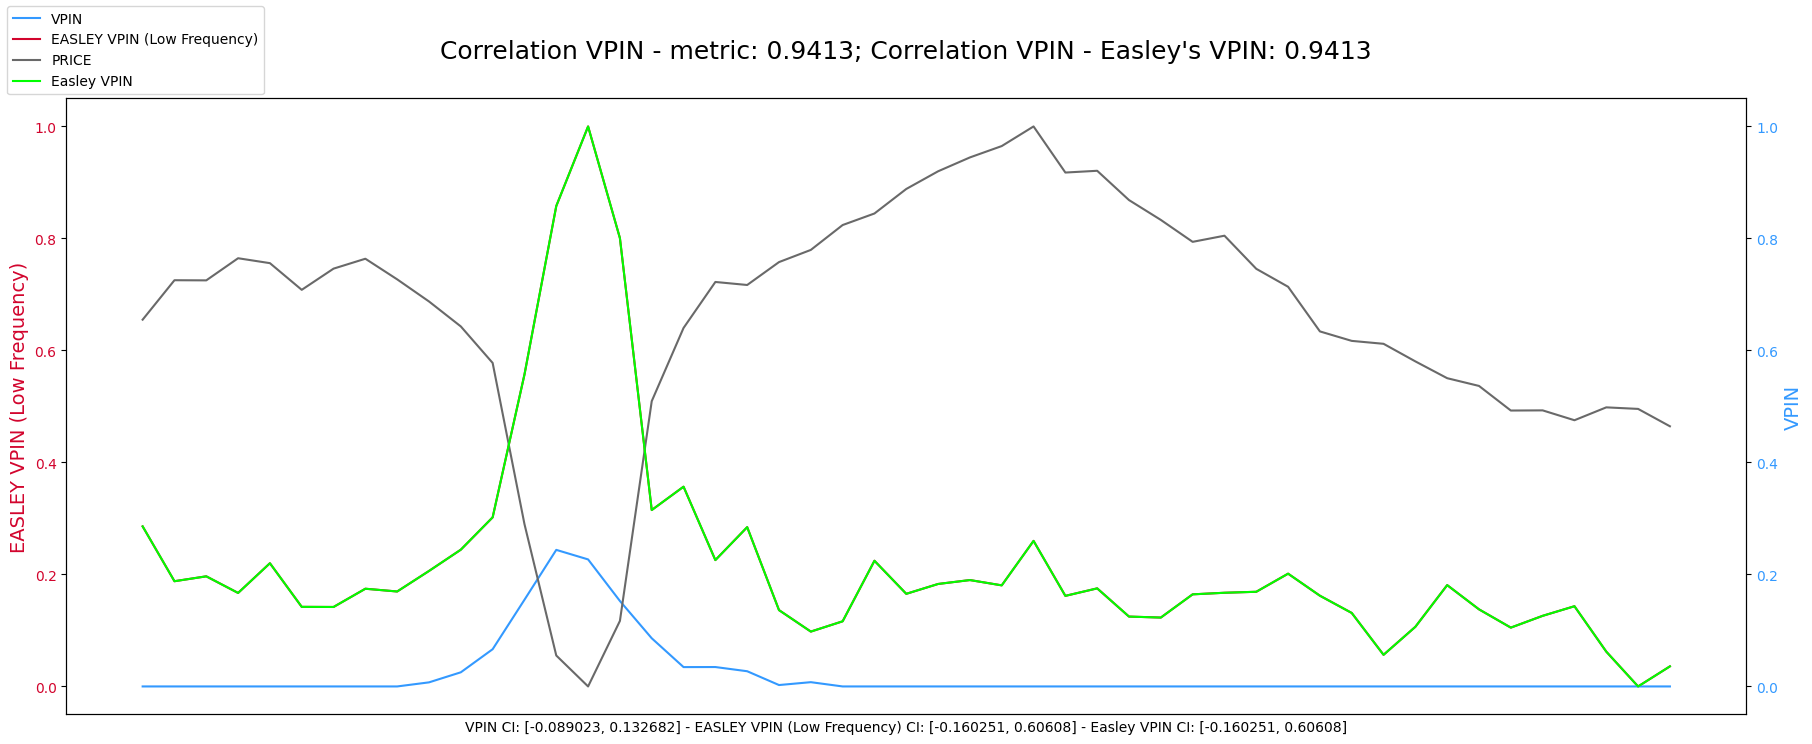 VPIN
EASLEY VPIN (Low Frequency)
PRICE
Easley VPIN
Correlation VPIN - metric: 0.9413; Correlation VPIN - Easley's VPIN: 0.9413
EASLEY VPIN (Low Frequency)
1.0
0.8
0.6
0.4
0.2
0.0
1.0
0.8
0.6
0.4
0.2
0.0
VPIN
VPIN CI: [-0.089023, 0.132682] - EASLEY VPIN (Low Frequency) CI: [-0.160251, 0.60608] - Easley VPIN CI: [-0.160251, 0.60608]